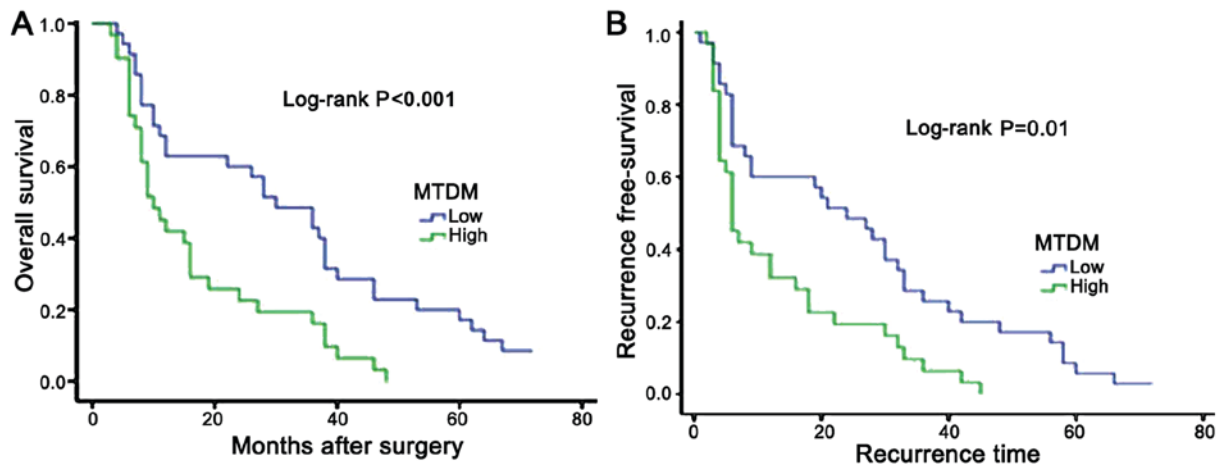 A
Overall survival
1.0
0.8
0.6
0.4
0.2
0.0
Log-rank P<0.001
MTDM
Low
High
0 20 40 60 80
Months after surgery
B
Recurrence free-survival
1.0
0.8
0.6
0.4
0.2
0.0
Log-rank P=0.01
MTDM
Low
High
0 20 40 60 80
Recurrence time